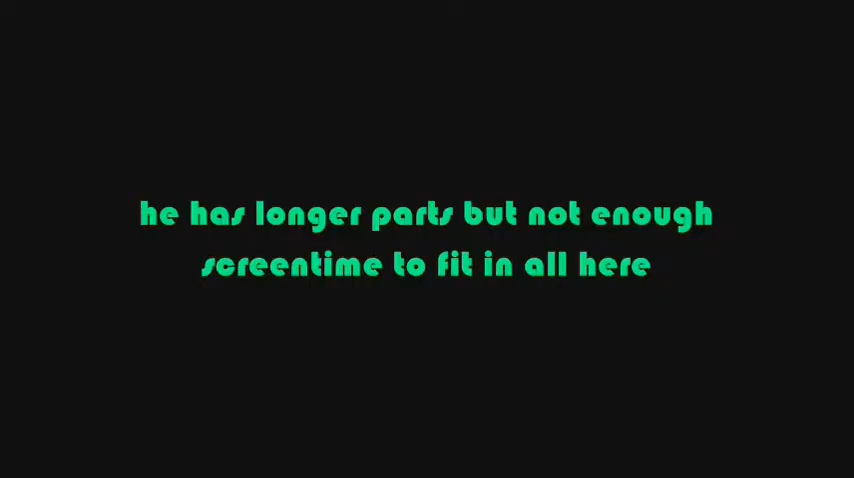 he has longer parts but not enough
screentime to fit in all here